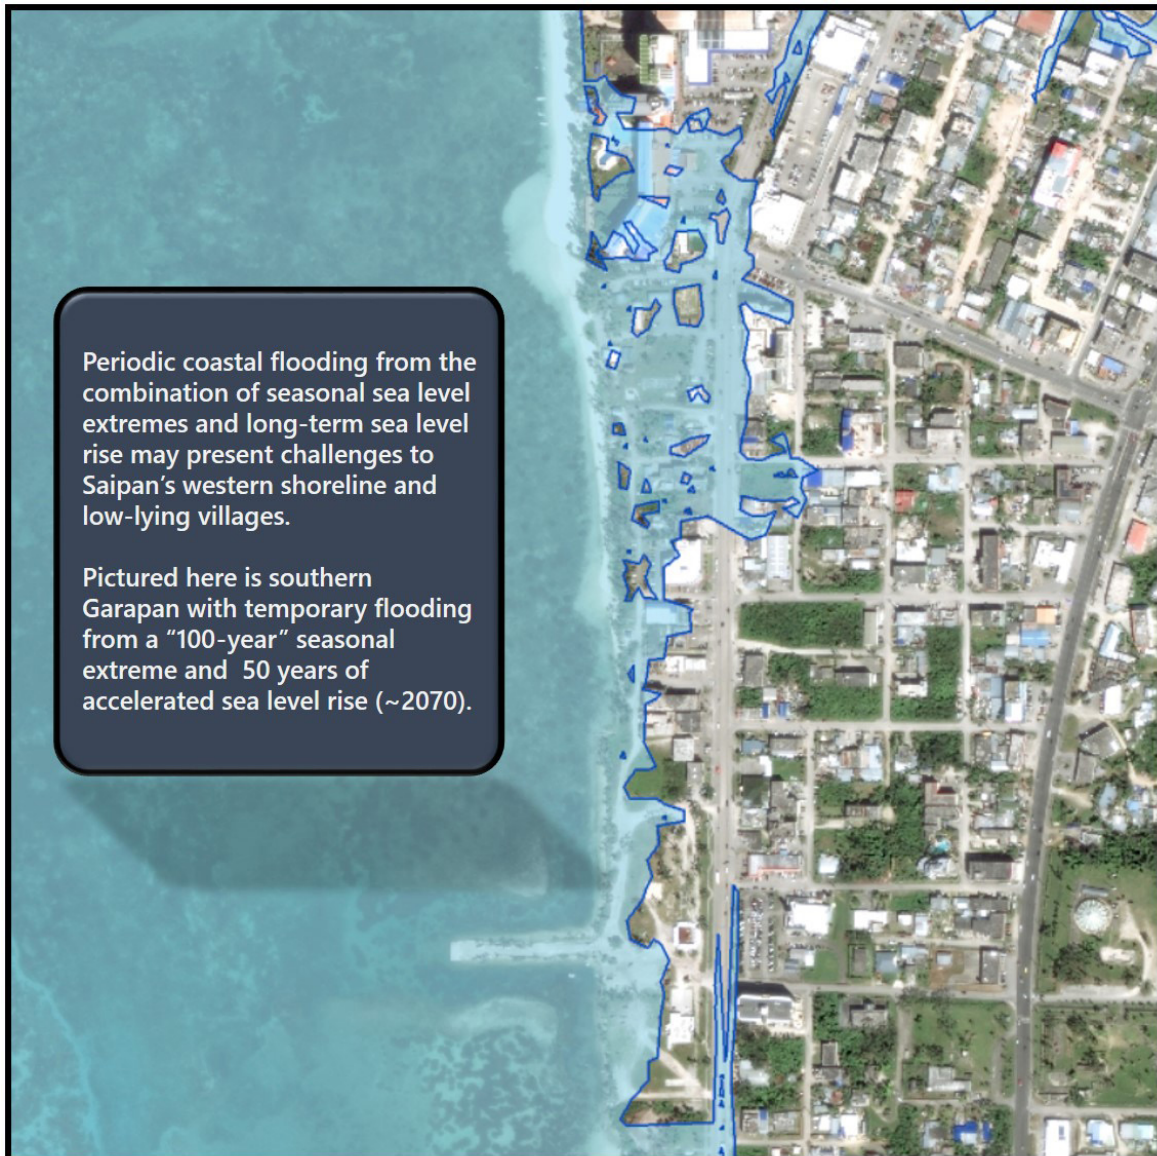 Periodic coastal flooding from the
combination of seasonal sea level
extremes and long-term sea level
rise may present challenges to
Saipan’s western shoreline and
low-lying villages.
Pictured here is southern
Garapan with temporary flooding
from a “100-year” seasonal
extreme and 50 years of
accelerated sea level rise (~2070).